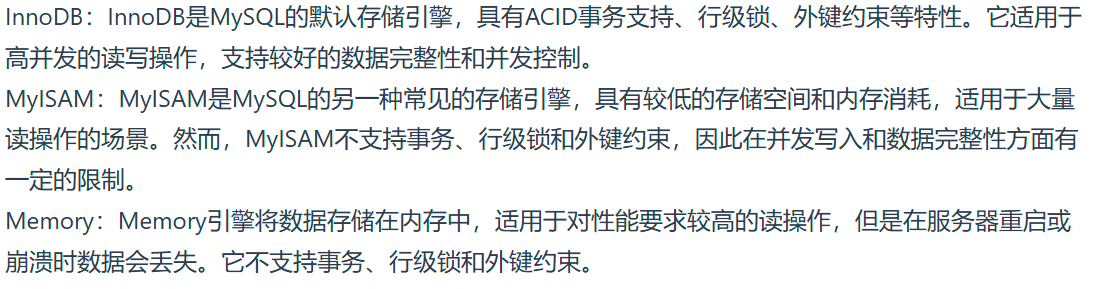 InnoDB：InnoDB是MySQL的默认存储引擎，具有ACID事务支持、行级锁、外键约束等特性。它适用于
高并发的读写操作，支持较好的数据完整性和并发控制。
MyISAM：MyISAM是MySQL的另一种常见的存储引擎，具有较低的存储空间和内存消耗，适用于大量
读操作的场景。然而，MyISAM不支持事务、行级锁和外键约束，因此在并发写入和数据完整性方面有
一定的限制。
Memory：Memory引擎将数据存储在内存中，适用于对性能要求较高的读操作，但是在服务器重启或
崩溃时数据会丢失。它不支持事务、行级锁和外键约束。